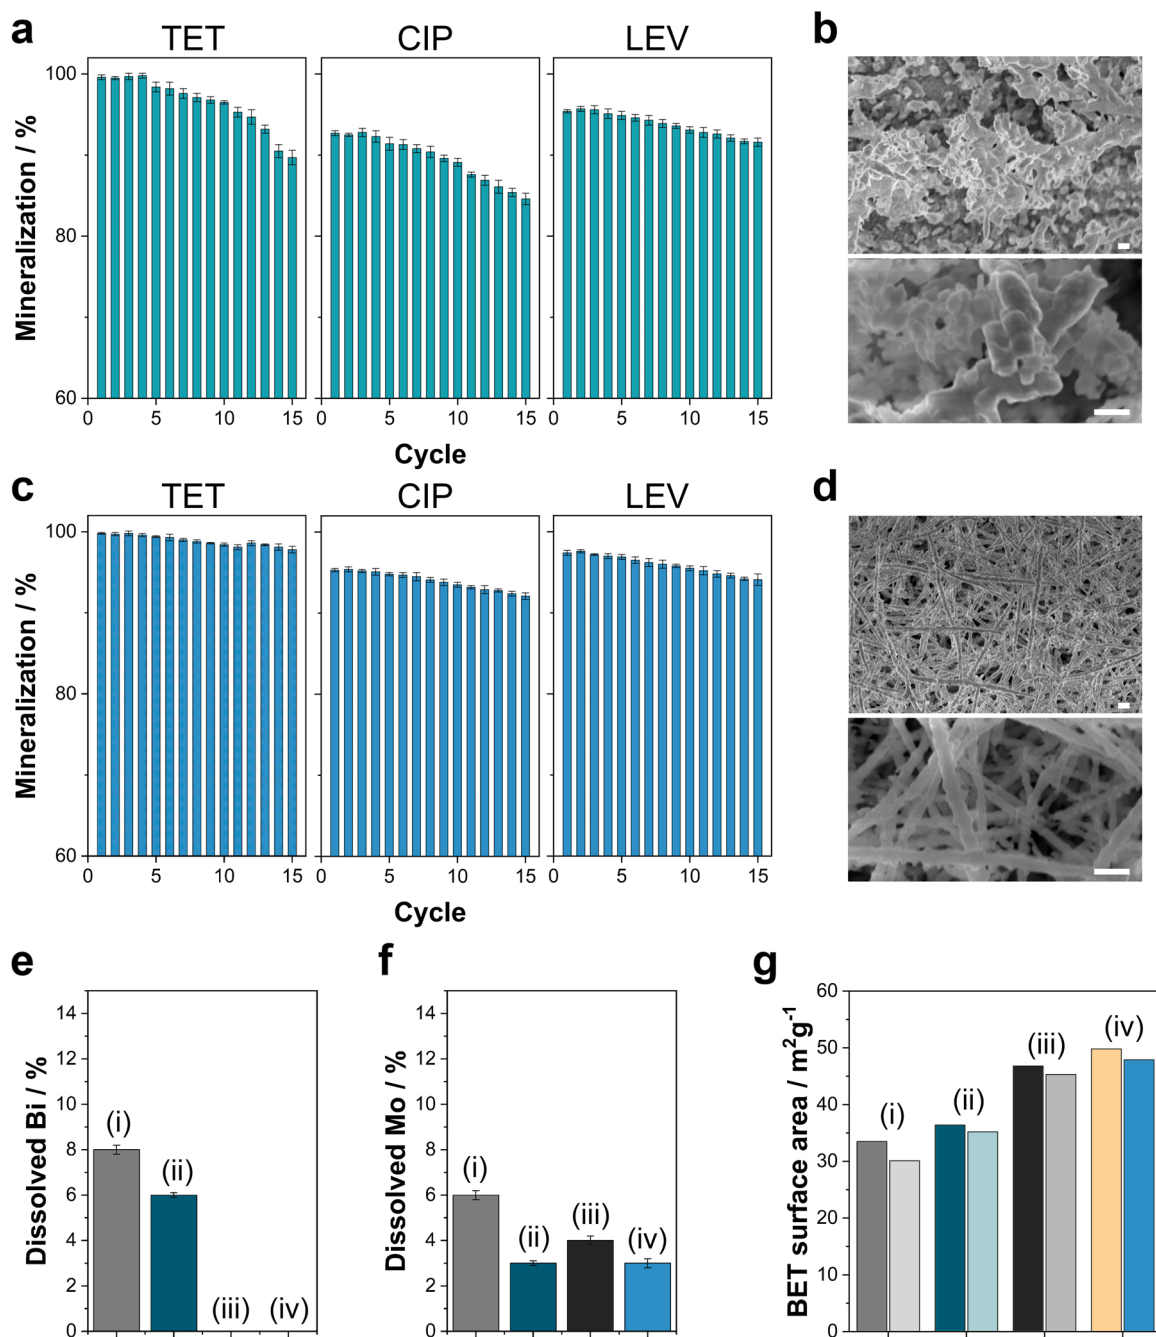 a
TET CIP LEV
b
Mineralization / %
100
80
60
0 5 10 15 0 5 10 15 0 5 10 15
Cycle
c
TET CIP LEV
d
Mineralization / %
100
80
60
0 5 10 15 0 5 10 15 0 5 10 15
Cycle
e
Dissolved Bi / %
14
12
10
8
6
4
2
0
(i)
(ii)
(iii)
(iv)
f
Dissolved Mo / %
14
12
10
8
6
4
2
0
(i)
(ii)
(iii)
(iv)
g
BET surface area / m²g⁻¹
60
50
40
30
20
10
0
(i)
(ii)
(iii)
(iv)